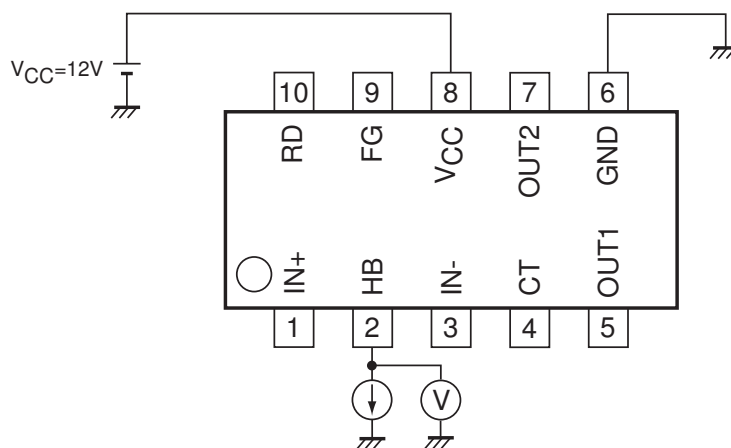 VCC=12V
10 9 8 7 6
RD FG VCC OUT2 GND
IN+ HB IN- CT OUT1
1 2 3 4 5
V